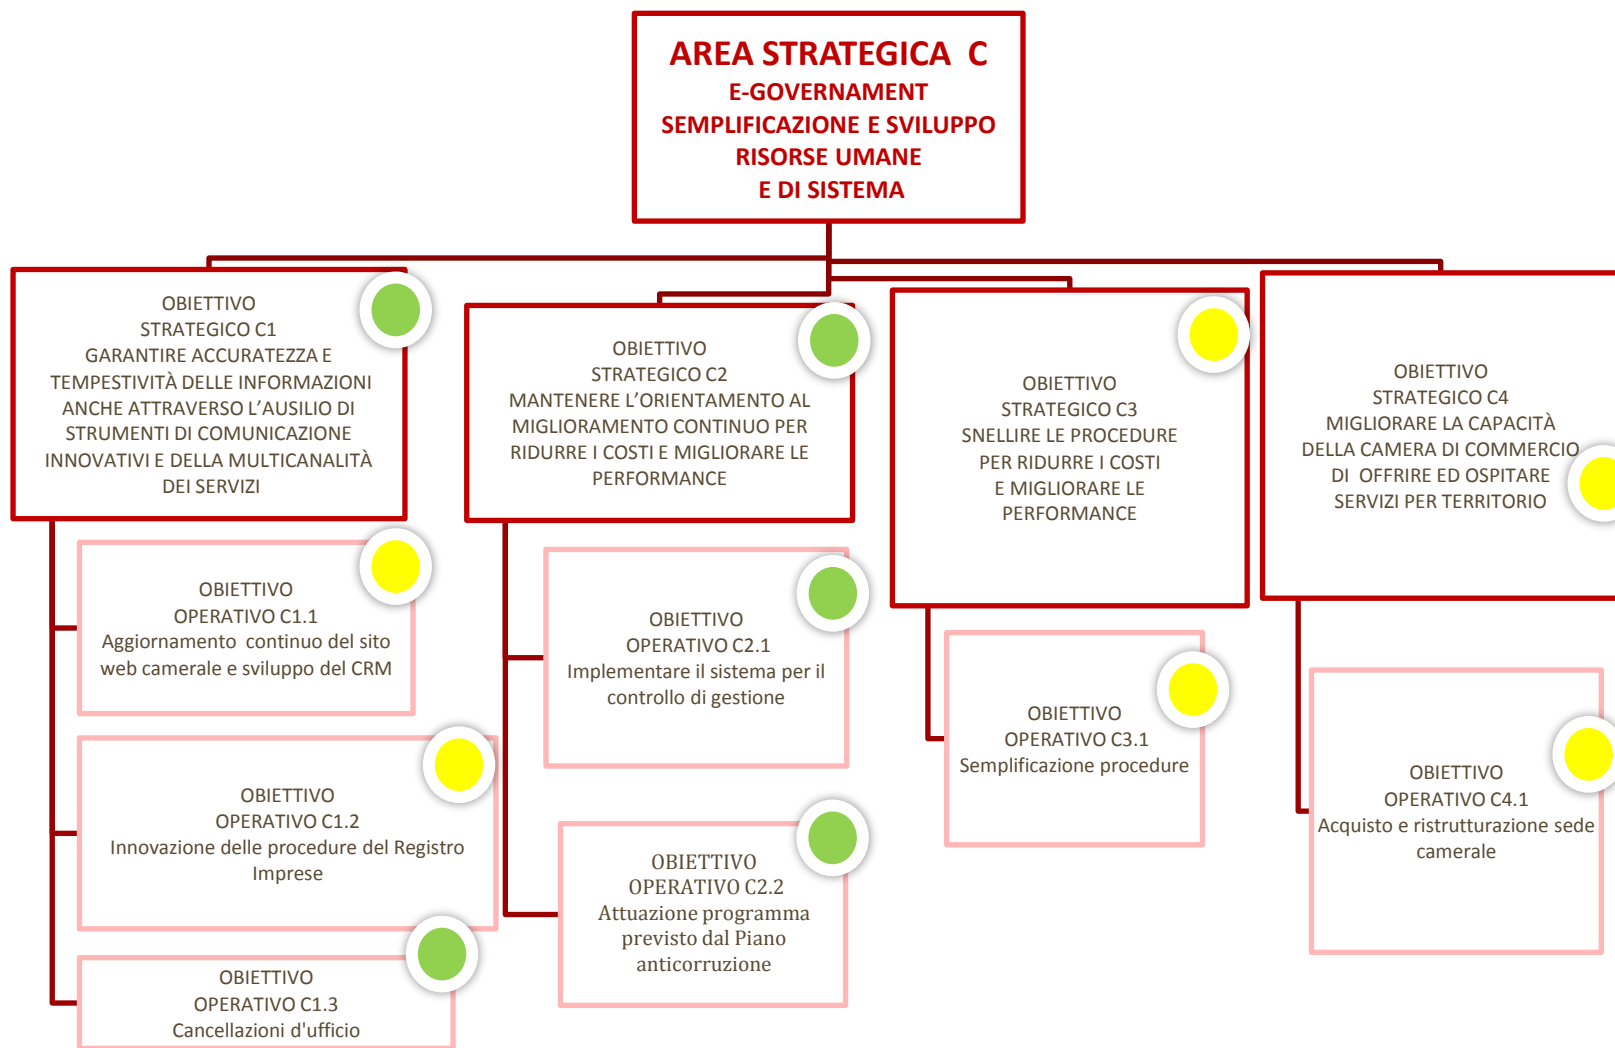 AREA STRATEGICA C
E-GOVERNAMENT
SEMPLIFICAZIONE E SVILUPPO
RISORSE UMANE
E DI SISTEMA
OBIETTIVO
STRATEGICO C1
GARANTIRE ACCURATEZZA E
TEMPESTIVITÀ DELLE INFORMAZIONI
ANCHE ATTRAVERSO L'AUSILIO DI
STRUMENTI DI COMUNICAZIONE
INNOVATIVI E DELLA MULTICANALITÀ
DEI SERVIZI
OBIETTIVO
OPERATIVO C1.1
Aggiornamento continuo del sito
web camerale e sviluppo del CRM
OBIETTIVO
OPERATIVO C1.2
Innovazione delle procedure del Registro
Imprese
OBIETTIVO
OPERATIVO C1.3
Cancellazioni d'ufficio
OBIETTIVO
STRATEGICO C2
MANTENERE L'ORIENTAMENTO AL
MIGLIORAMENTO CONTINUO PER
RIDURRE I COSTI E MIGLIORARE LE
PERFORMANCE
OBIETTIVO
OPERATIVO C2.1
Implementare il sistema per il
controllo di gestione
OBIETTIVO
OPERATIVO C2.2
Attuazione programma
previsto dal Piano
anticorruzione
OBIETTIVO
STRATEGICO C3
SNELLIRE LE PROCEDURE
PER RIDURRE I COSTI
E MIGLIORARE LE
PERFORMANCE
OBIETTIVO
OPERATIVO C3.1
Semplificazione procedure
OBIETTIVO
STRATEGICO C4
MIGLIORARE LA CAPACITÀ
DELLA CAMERA DI COMMERCIO
DI OFFRIRE ED OSPITARE
SERVIZI PER TERRITORIO
OBIETTIVO
OPERATIVO C4.1
Acquisto e ristrutturazione sede
camerale